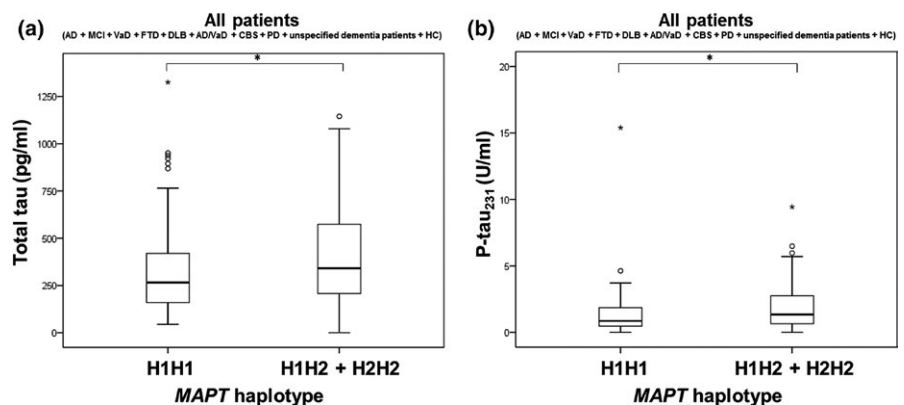 (a)
All patients
(AD + MCI + VaD + FTD + DLB + AD/VaD + CBS + PD + unspecified dementia patients + HC)
*
*
Total tau (pg/ml)
1250
1000
750
500
250
0
H1H1
H1H2 + H2H2
MAPT haplotype
(b)
All patients
(AD + MCI + VaD + FTD + DLB + AD/VaD + CBS + PD + unspecified dementia patients + HC)
*
*
*
P-tau231 (U/ml)
20
15
10
5
0
H1H1
H1H2 + H2H2
MAPT haplotype